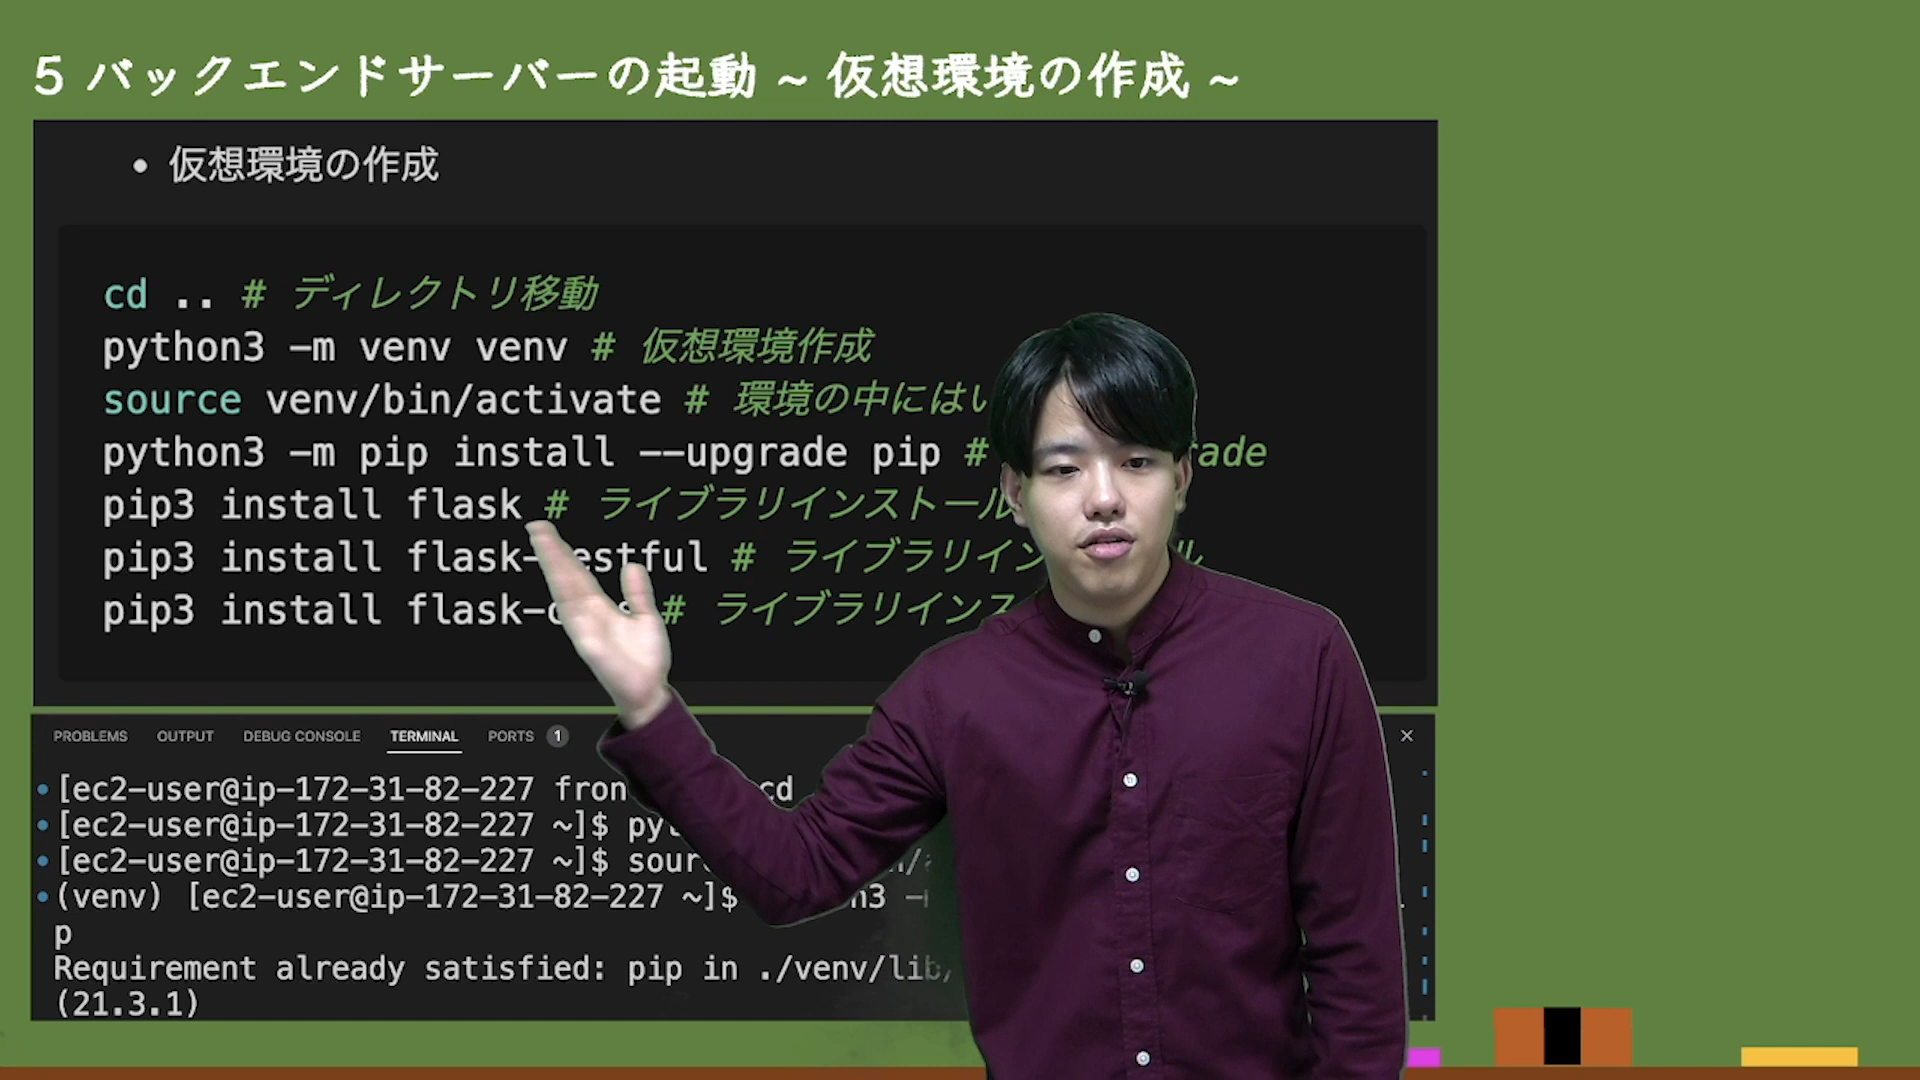 5 バックエンドサーバーの起動 ~ 仮想環境の作成 ~
• 仮想環境の作成
cd .. # ディレクトリ移動
python3 -m venv venv # 仮想環境作成
source venv/bin/activate # 環境の中にはい
python3 -m pip install --upgrade pip # rade
pip3 install flask # ライブラリインストール
pip3 install flask- estful # ライブラリイン ル
pip3 install flask- # ライブラリインス
PROBLEMS OUTPUT DEBUG CONSOLE TERMINAL PORTS 1 ×
[ec2-user@ip-172-31-82-227 fron cd
[ec2-user@ip-172-31-82-227 ~]$ pyt
[ec2-user@ip-172-31-82-227 ~]$ sour
(venv) [ec2-user@ip-172-31-82-227 ~]$ n3 -
p
Requirement already satisfied: pip in ./venv/lib/
(21.3.1)